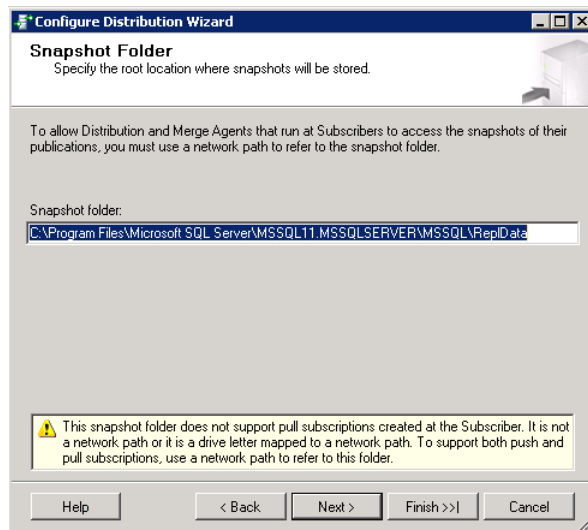 Configure Distribution Wizard
Snapshot Folder
Specify the root location where snapshots will be stored.
To allow Distribution and Merge Agents that run at Subscribers to access the snapshots of their
publications, you must use a network path to refer to the snapshot folder.
Snapshot folder:
C:\Program Files\Microsoft SQL Server\MSSQL11.MSSQLSERVER\MSSQL\ReplData
This snapshot folder does not support pull subscriptions created at the Subscriber. It is not
a network path or it is a drive letter mapped to a network path. To support both push and
pull subscriptions, use a network path to refer to this folder.
Help < Back Next > Finish >>| Cancel